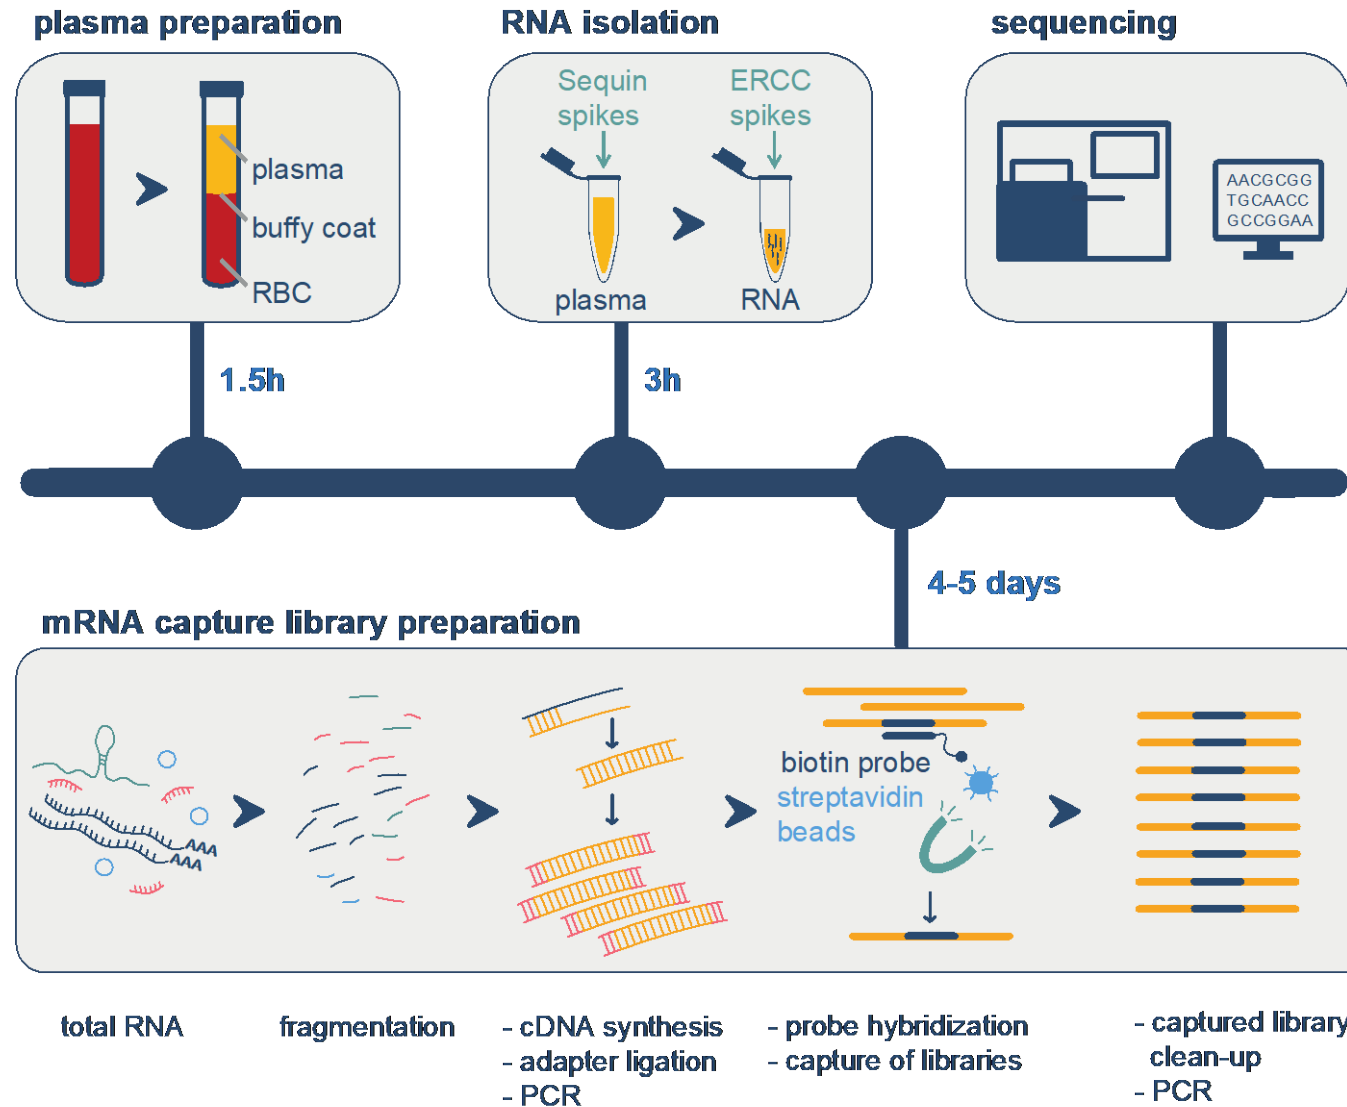 plasma preparation
RNA isolation
sequencing
plasma
buffy coat
RBC
Sequin
spikes
ERCC
spikes
plasma
RNA
AACGCGG
TGCAACC
GCCGGAA
1.5h
3h
4-5 days
mRNA capture library preparation
AAA
AAA
biotin probe
streptavidin
beads
total RNA
fragmentation
- cDNA synthesis
- adapter ligation
- PCR
- probe hybridization
- capture of libraries
- captured library
clean-up
- PCR